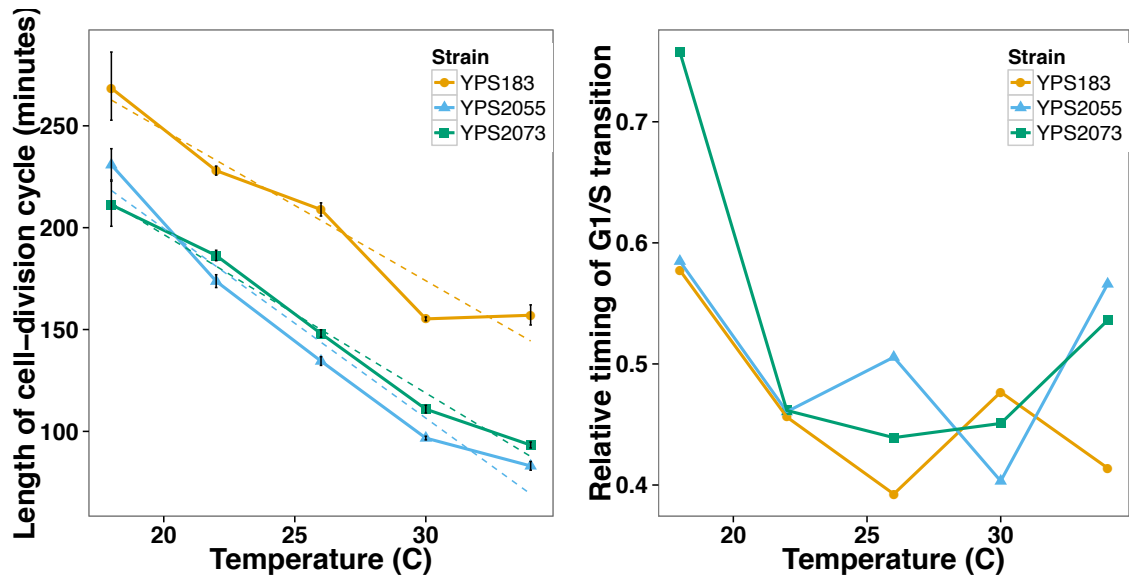 Length of cell−division cycle (minutes)
250
200
150
100
20
25
30
Temperature (C)
Strain
YPS183
YPS2055
YPS2073
Relative timing of G1/S transition
0.7
0.6
0.5
0.4
20
25
30
Temperature (C)
Strain
YPS183
YPS2055
YPS2073